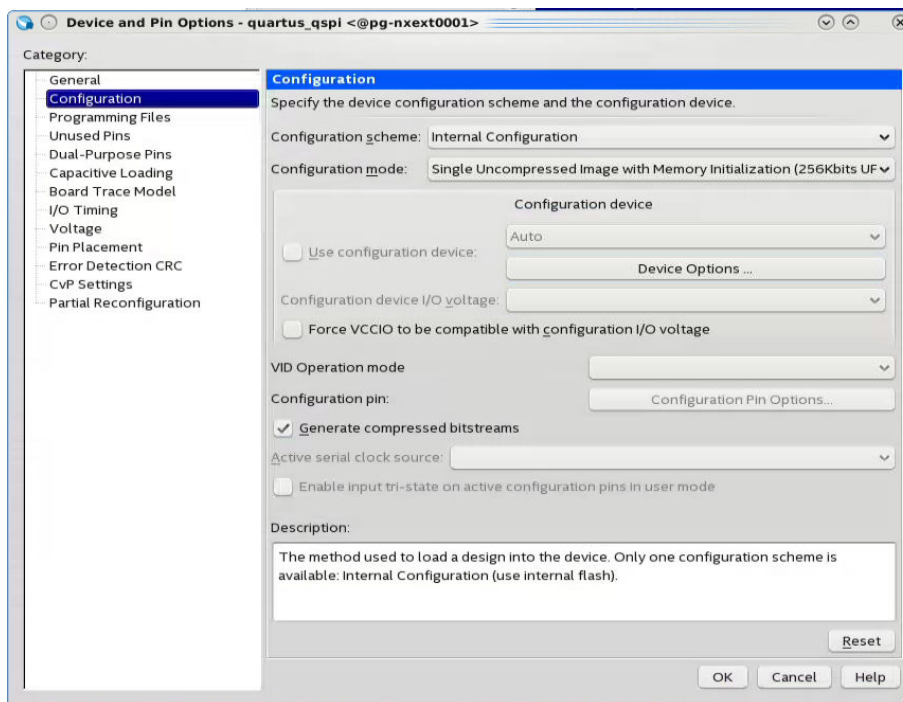 Device and Pin Options - quartus_qspi <@pg-nxext0001>
Category:
General
Configuration
Programming Files
Unused Pins
Dual-Purpose Pins
Capacitive Loading
Board Trace Model
I/O Timing
Voltage
Pin Placement
Error Detection CRC
CvP Settings
Partial Reconfiguration
Configuration
Specify the device configuration scheme and the configuration device.
Configuration scheme: Internal Configuration
Configuration mode: Single Uncompressed Image with Memory Initialization (256Kbits UF
Configuration device
Use configuration device: Auto
Device Options ...
Configuration device I/O voltage:
Force VCCIO to be compatible with configuration I/O voltage
VID Operation mode
Configuration pin: Configuration Pin Options...
Generate compressed bitstreams
Active serial clock source:
Enable input tri-state on active configuration pins in user mode
Description:
The method used to load a design into the device. Only one configuration scheme is
available: Internal Configuration (use internal flash).
Reset
OK Cancel Help